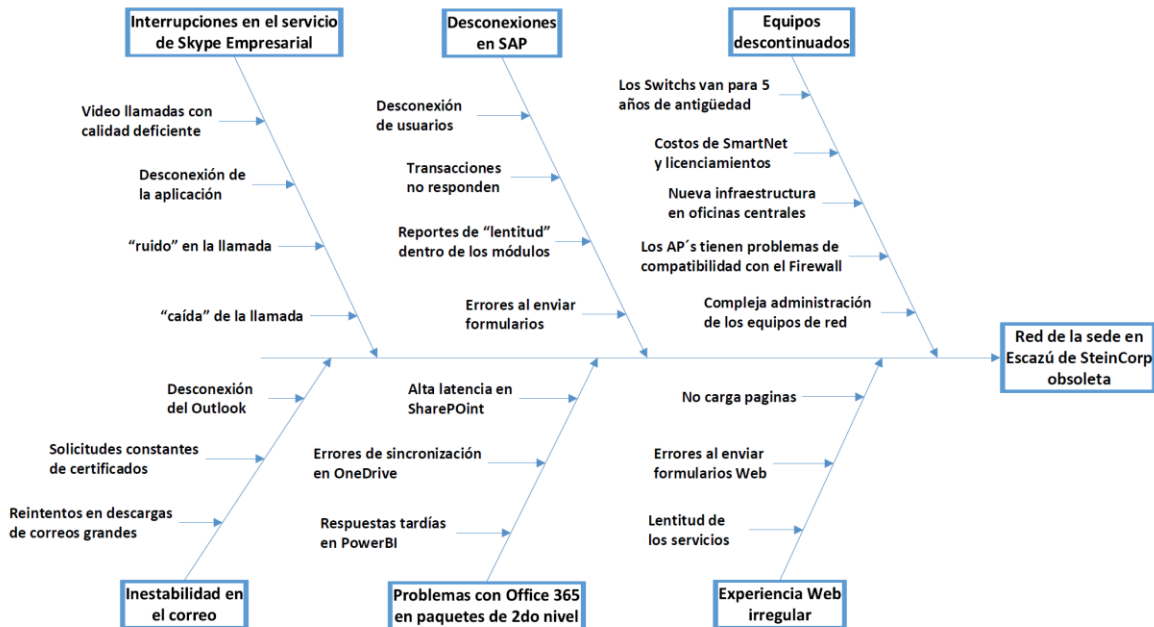 Interrupciones en el servicio
de Skype Empresarial
Video llamadas con
calidad deficiente
Desconexión de
la aplicación
“ruido” en la llamada
“caída” de la llamada
Desconexiones
en SAP
Desconexión
de usuarios
Transacciones
no responden
Reportes de “lentitud”
dentro de los módulos
Errores al enviar
formularios
Equipos
descontinuados
Los Switchs van para 5
años de antigüedad
Costos de SmartNet
y licenciamientos
Nueva infraestructura
en oficinas centrales
Los AP´s tienen problemas de
compatibilidad con el Firewall
Compleja administración
de los equipos de red
Red de la sede en
Escazú de SteinCorp
obsoleta
Desconexión
del Outlook
Solicitudes constantes
de certificados
Reintentos en descargas
de correos grandes
Inestabilidad en
el correo
Alta latencia en
SharePOint
Errores de sincronización
en OneDrive
Respuestas tardías
en PowerBI
Problemas con Office 365
en paquetes de 2do nivel
No carga paginas
Errores al enviar
formularios Web
Lentitud de
los servicios
Experiencia Web
irregular